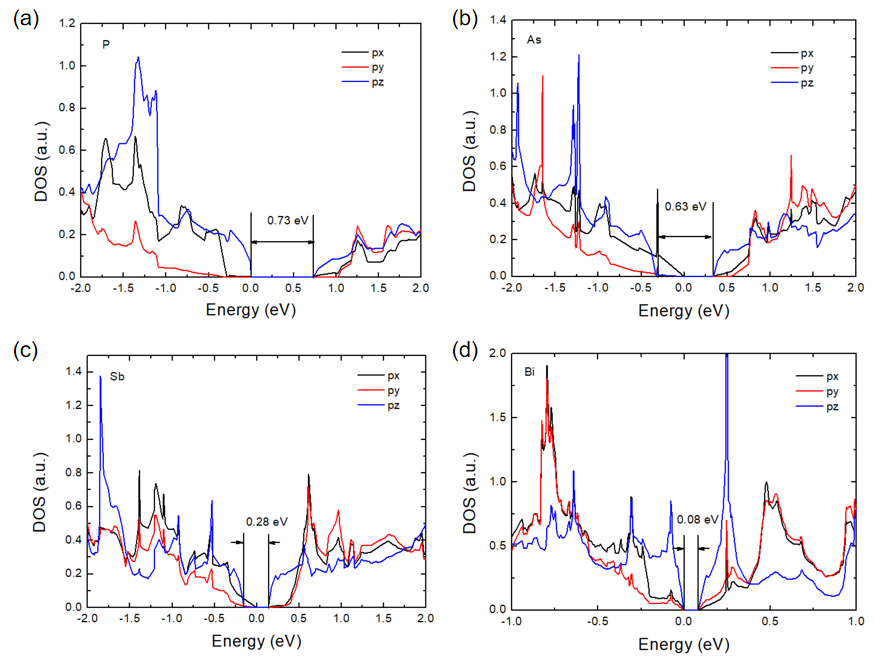 (a)
P
px
py
pz
0.73 eV
DOS (a.u.)
1.2
1.0
0.8
0.6
0.4
0.2
0.0
-2.0 -1.5 -1.0 -0.5 0.0 0.5 1.0 1.5 2.0
Energy (eV)
(b)
As
px
py
pz
0.63 eV
DOS (a.u.)
1.4
1.2
1.0
0.8
0.6
0.4
0.2
0.0
-2.0 -1.5 -1.0 -0.5 0.0 0.5 1.0 1.5 2.0
Energy (eV)
(c)
Sb
px
py
pz
0.28 eV
DOS (a.u.)
1.4
1.2
1.0
0.8
0.6
0.4
0.2
0.0
-2.0 -1.5 -1.0 -0.5 0.0 0.5 1.0 1.5 2.0
Energy (eV)
(d)
Bi
px
py
pz
0.08 eV
DOS (a.u.)
2.0
1.5
1.0
0.5
0.0
-1.0 -0.5 0.0 0.5 1.0
Energy (eV)